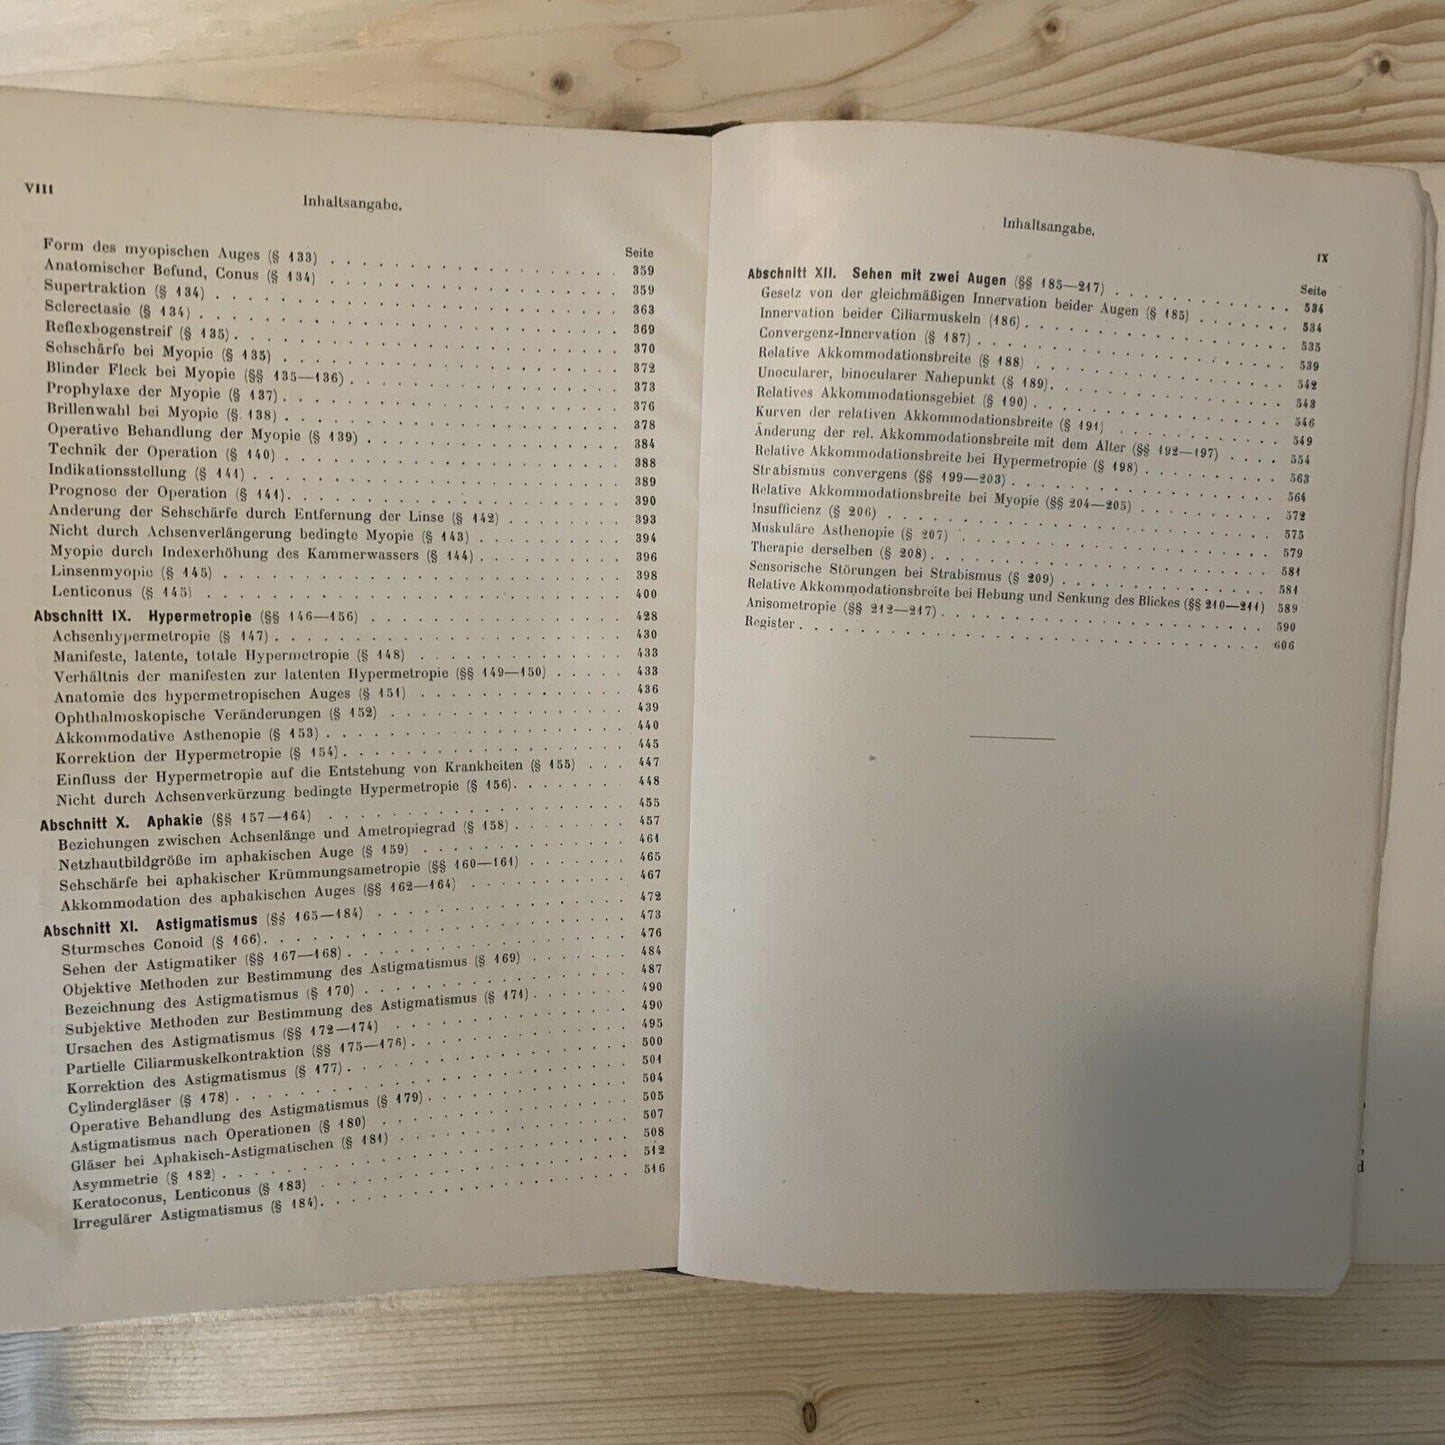 VIII
Inhaltsangabe.
Seite
Form des myopischen Auges (§ 133) . . . 359
Anatomischer Befund, Conus (§ 134) . . . 359
Supertraktion (§ 134) . . . 363
Sclerectasie (§ 134) . . . 369
Reflexbogenstreif (§ 135) . . . 370
Sehschärfe bei Myopie (§ 135) . . . 372
Blinder Fleck bei Myopie (§§ 135—136) . . . 373
Prophylaxe der Myopie (§ 137) . . . 376
Brillenwahl bei Myopie (§. 138) . . . 378
Operative Behandlung der Myopie (§ 139) . . . 384
Technik der Operation (§ 140) . . . 388
Indikationsstellung (§ 141) . . . 389
Prognose der Operation (§ 141) . . . 390
Änderung der Sehschärfe durch Entfernung der Linse (§ 142) . . . 393
Nicht durch Achsenverlängerung bedingte Myopie (§ 143) . . . 394
Myopie durch Indexerhöhung des Kammerwassers (§ 144) . . . 396
Linsenmyopie (§ 145) . . . 398
Lenticonus (§ 145) . . . 400
Abschnitt IX. Hypermetropie (§§ 146—156) . . . 428
Achsenhypermetropie (§ 147) . . . 430
Manifeste, latente, totale Hypermetropie (§ 148) . . . 433
Verhältnis der manifesten zur latenten Hypermetropie (§§ 149—150) . . . 433
Anatomie des hypermetropischen Auges (§ 151) . . . 436
Ophthalmoskopische Veränderungen (§ 152) . . . 439
Akkommodative Asthenopie (§ 153) . . . 440
Korrektion der Hypermetropie (§ 154) . . . 445
Einfluss der Hypermetropie auf die Entstehung von Krankheiten (§ 155) . . . 447
Nicht durch Achsenverkürzung bedingte Hypermetropie (§ 156) . . . 448
Abschnitt X. Aphakie (§§ 157—164) . . . 455
Beziehungen zwischen Achsenlänge und Ametropiegrad (§ 158) . . . 457
Netzhautbildgröße im aphakischen Auge (§ 159) . . . 461
Sehschärfe bei aphakischer Krümmungsametropie (§§ 160—161) . . . 465
Akkommodation des aphakischen Auges (§§ 162—164) . . . 467
Abschnitt XI. Astigmatismus (§§ 165—184) . . . 472
Sturmsches Conoid (§ 166) . . . 473
Sehen der Astigmatiker (§§ 167—168) . . . 476
Objektive Methoden zur Bestimmung des Astigmatismus (§ 169) . . . 484
Bezeichnung des Astigmatismus (§ 170) . . . 487
Subjektive Methoden zur Bestimmung des Astigmatismus (§ 171) . . . 490
Ursachen des Astigmatismus (§§ 172—174) . . . 490
Partielle Ciliarmuskelkontraktion (§§ 175—176) . . . 495
Korrektion des Astigmatismus (§ 177) . . . 500
Cylindergläser (§ 178) . . . 501
Operative Behandlung des Astigmatismus (§ 179) . . . 504
Astigmatismus nach Operationen (§ 180) . . . 505
Gläser bei Aphakisch-Astigmatischen (§ 181) . . . 507
Asymmetrie (§ 182) . . . 508
Keratoconus, Lenticonus (§ 183) . . . 512
Irregulärer Astigmatismus (§ 184) . . . 516
Inhaltsangabe.
IX
Seite
Abschnitt XII. Sehen mit zwei Augen (§§ 185—217) . . . 534
Gesetz von der gleichmäßigen Innervation beider Augen (§ 185) . . . 534
Innervation beider Ciliarmuskeln (186) . . . 535
Convergenz-Innervation (§ 187) . . . 539
Relative Akkommodationsbreite (§ 188) . . . 542
Unocularer, binocularer Nahepunkt (§ 189) . . . 543
Relatives Akkommodationsgebiet (§ 190) . . . 546
Kurven der relativen Akkommodationsbreite (§ 191) . . . 549
Änderung der rel. Akkommodationsbreite mit dem Alter (§§ 192—197) . . . 554
Relative Akkommodationsbreite bei Hypermetropie (§ 198) . . . 563
Strabismus convergens (§§ 199—203) . . . 564
Relative Akkommodationsbreite bei Myopie (§§ 204—205) . . . 572
Insufficienz (§ 206) . . . 575
Muskuläre Asthenopie (§ 207) . . . 579
Therapie derselben (§ 208) . . . 581
Sensorische Störungen bei Strabismus (§ 209) . . . 581
Relative Akkommodationsbreite bei Hebung und Senkung des Blickes (§§ 210—211) 589
Anisometropie (§§ 212—217) . . . 590
Register . . . 606